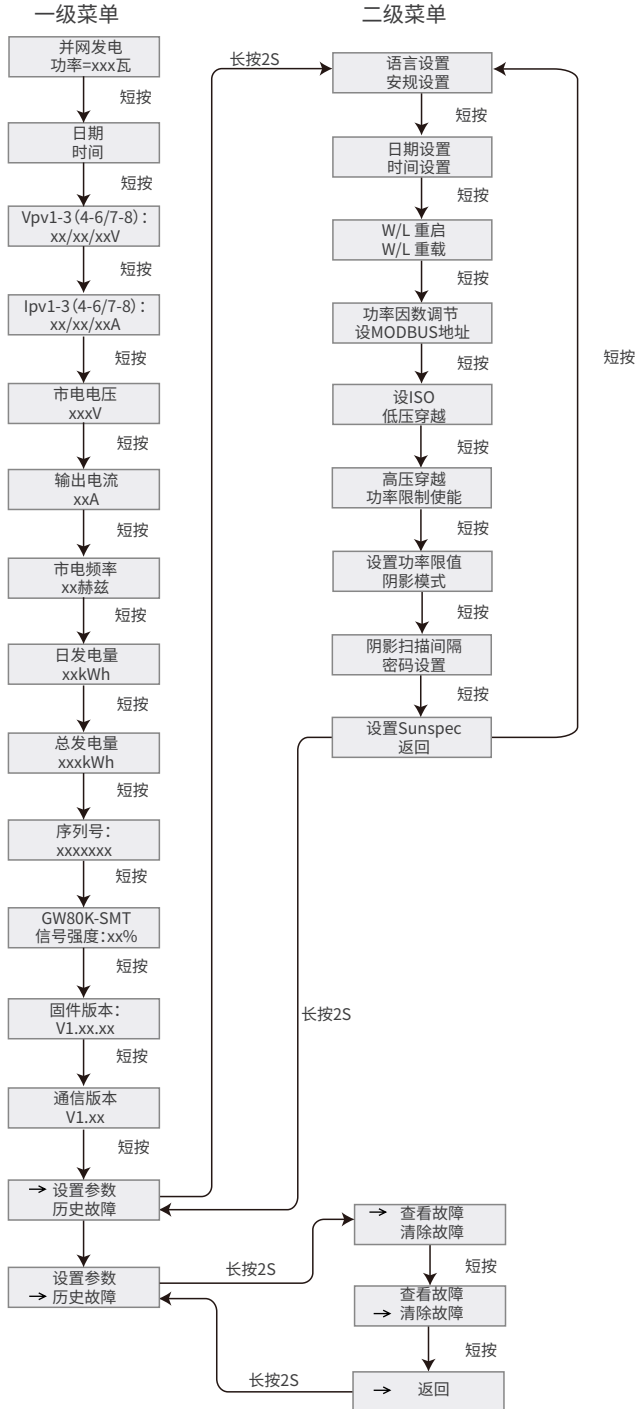 一级菜单
并网发电
功率=xxx瓦
短按
日期
时间
短按
Vpv1-3(4-6/7-8):
xx/xx/xxV
短按
Ipv1-3(4-6/7-8):
xx/xx/xxA
短按
市电电压
xxxV
短按
输出电流
xxA
短按
市电频率
xx赫兹
短按
日发电量
xxkWh
短按
总发电量
xxxkWh
短按
序列号:
xxxxxxx
短按
GW80K-SMT
信号强度:xx%
短按
固件版本:
V1.xx.xx
短按
通信版本
V1.xx
短按
→ 设置参数
历史故障
设置参数
→ 历史故障
二级菜单
长按2S
语言设置
安规设置
短按
日期设置
时间设置
短按
W/L 重启
W/L 重载
短按
功率因数调节
设MODBUS地址
短按
设ISO
低压穿越
短按
高压穿越
功率限制使能
短按
设置功率限值
阴影模式
短按
阴影扫描间隔
密码设置
短按
设置Sunspec
返回
短按
长按2S
长按2S
→ 查看故障
清除故障
短按
查看故障
→ 清除故障
短按
→ 返回
长按2S